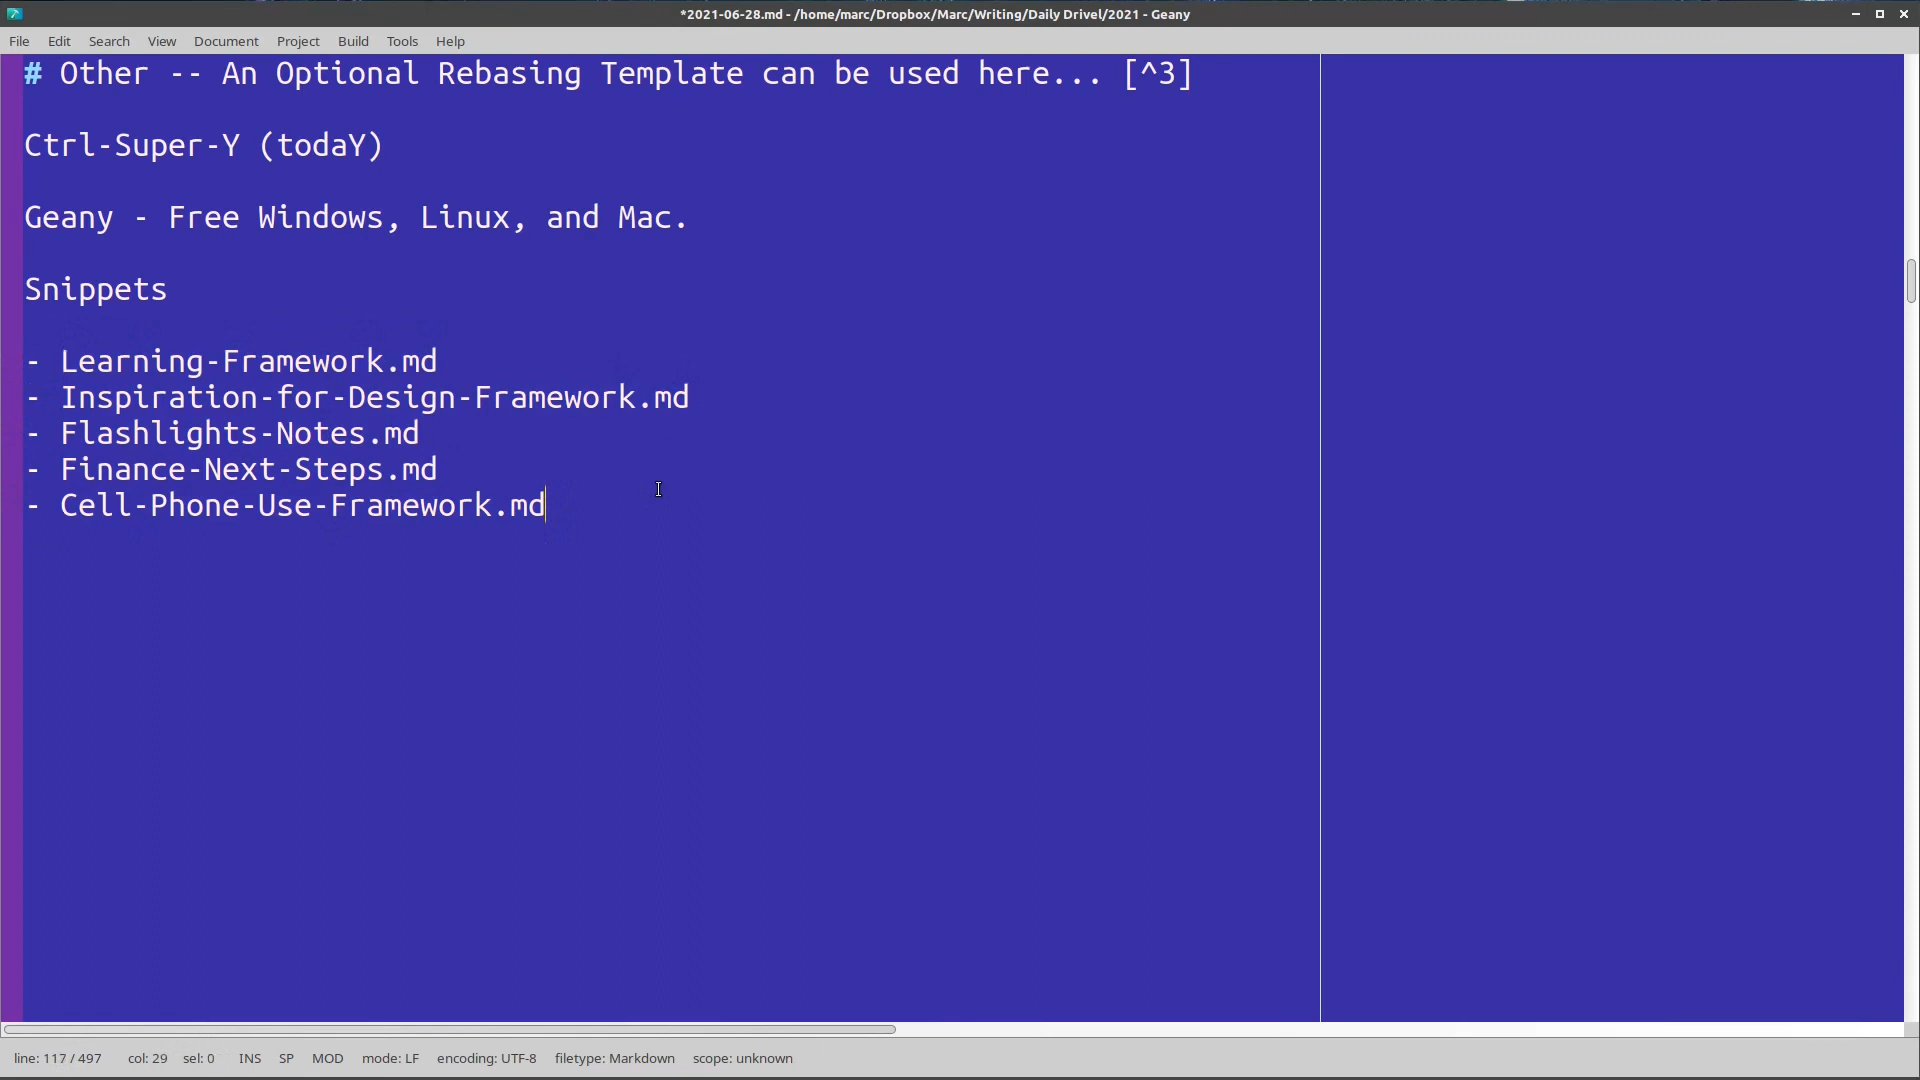 *2021-06-28.md - /home/marc/Dropbox/Marc/Writing/Daily Drivel/2021 - Geany
File Edit Search View Document Project Build Tools Help
# Other -- An Optional Rebasing Template can be used here... [^3]
Ctrl-Super-Y (todaY)
Geany - Free Windows, Linux, and Mac.
Snippets
- Learning-Framework.md
- Inspiration-for-Design-Framework.md
- Flashlights-Notes.md
- Finance-Next-Steps.md
- Cell-Phone-Use-Framework.md
line: 117 / 497 col: 29 sel: 0 INS SP MOD mode: LF encoding: UTF-8 filetype: Markdown scope: unknown